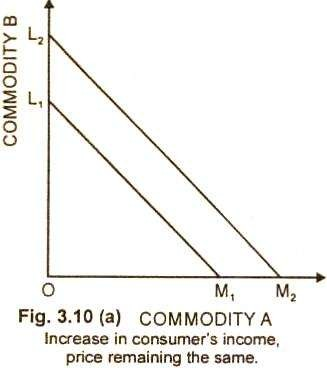 COMMODITY B
L₂
L₁
O
M₁
M₂
Fig. 3.10 (a) COMMODITY A
Increase in consumer's income,
price remaining the same.